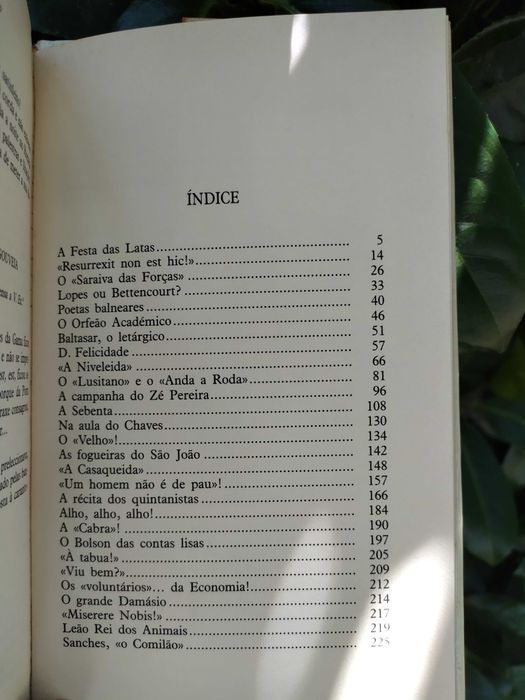 ÍNDICE
A Festa das Latas 5
«Resurrexit non est hic!» 14
O «Saraiva das Forças» 26
Lopes ou Bettencourt? 33
Poetas balneares 40
O Orfeão Académico 46
Baltasar, o letárgico 51
D. Felicidade 57
«A Niveleida» 66
O «Lusitano» e o «Anda a Roda» 81
A campanha do Zé Pereira 96
A Sebenta 108
Na aula do Chaves 130
O «Velho»! 134
As fogueiras do São João 142
«A Casaqueida» 148
«Um homem não é de pau»! 157
A récita dos quintanistas 166
Alho, alho, alho! 184
A «Cabra»! 190
O Bolson das contas lisas 197
«À tabua!» 205
«Viu bem?» 209
Os «voluntários»... da Economia! 212
O grande Damásio 214
«Miserere Nobis!» 217
Leão Rei dos Animais 219
Sanches, «o Comilão» 225